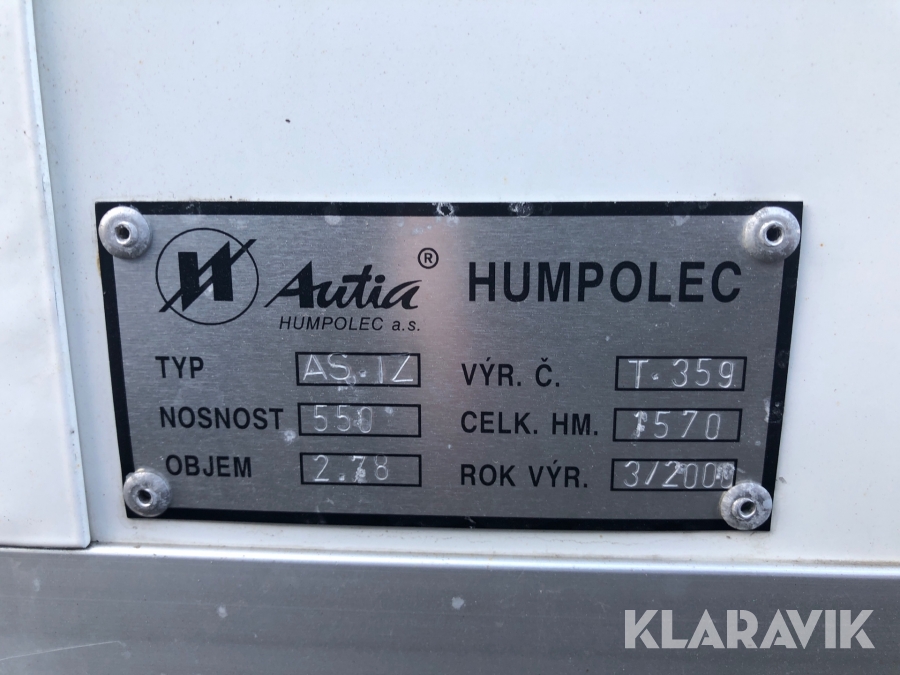 Autia® HUMPOLEC
HUMPOLEC a.s.
TYP AS.IZ VÝR. Č. T.359
NOSNOST 550 CELK. HM. 1570
OBJEM 2.78 ROK VÝR. 3/2000
KLARAVIK